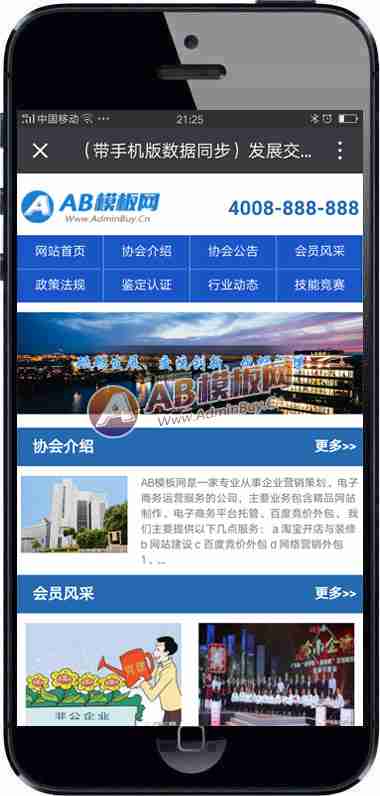 中国移动
21:25
（带手机版数据同步）发展交...
AB模板网
Www.AdminBuy.Cn
4008-888-888
网站首页 协会介绍 协会公告 会员风采
政策法规 鉴定认证 行业动态 技能竞赛
AB模板网
Www.AdminBuy.Cn
协会介绍 更多>>
AB模板网是一家专业从事企业营销策划、电子
商务运营服务的公司，主要业务包含精品网站
制作、电子商务平台托管、百度竞价外包、我
们主要提供以下几点服务： a 淘宝开店与装修
b 网站建设 c 百度竞价外包 d 网络营销外包
1、...
会员风采 更多>>
管理
非公企业